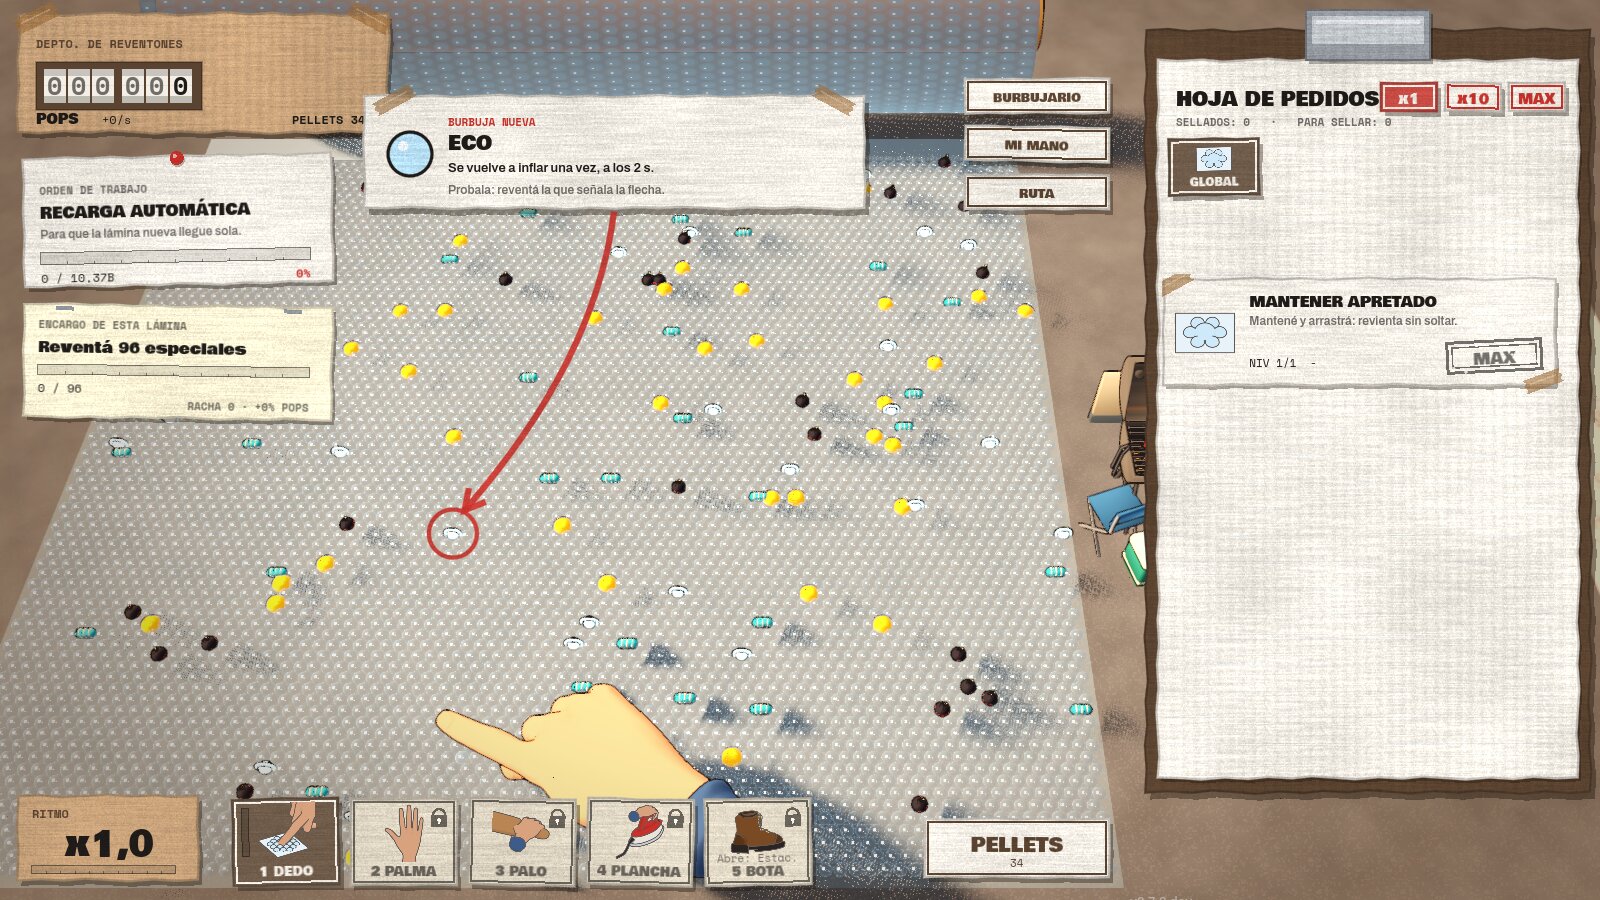 DEPTO. DE REVENTONES
000 000
POPS +0/s PELLETS 34
ORDEN DE TRABAJO
RECARGA AUTOMÁTICA
Para que la lámina nueva llegue sola.
0 / 10.37B 0%
ENCARGO DE ESTA LÁMINA
Reventá 96 especiales
0 / 96
RACHA 0 · +0% POPS
BURBUJA NUEVA
ECO
Se vuelve a inflar una vez, a los 2 s.
Probala: reventá la que señala la flecha.
BURBUJARIO
MI MANO
RUTA
HOJA DE PEDIDOS x1 x10 MAX
SELLADOS: 0 · PARA SELLAR: 0
GLOBAL
MANTENER APRETADO
Mantené y arrastrá: revienta sin soltar.
NIV 1/1 -
MAX
RITMO
x1,0
1 DEDO
2 PALMA
3 PALO
4 PLANCHA
Abre: Estac.
5 BOTA
PELLETS
34